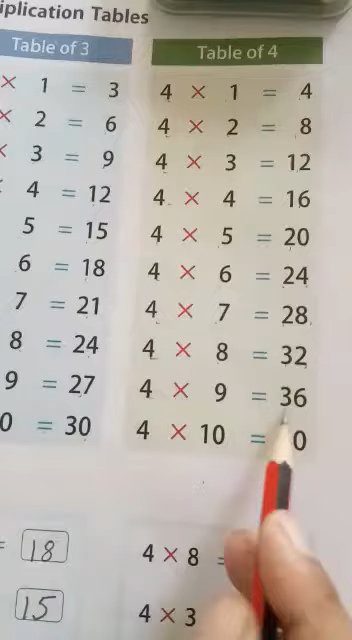 iplication Tables
Table of 3
× 1 = 3
× 2 = 6
× 3 = 9
4 = 12
5 = 15
6 = 18
7 = 21
8 = 24
9 = 27
0 = 30
= 18
15
Table of 4
4 × 1 = 4
4 × 2 = 8
4 × 3 = 12
4 × 4 = 16
4 × 5 = 20
4 × 6 = 24
4 × 7 = 28
4 × 8 = 32
4 × 9 = 36
4 × 10 = 0
4 × 8 =
4 × 3